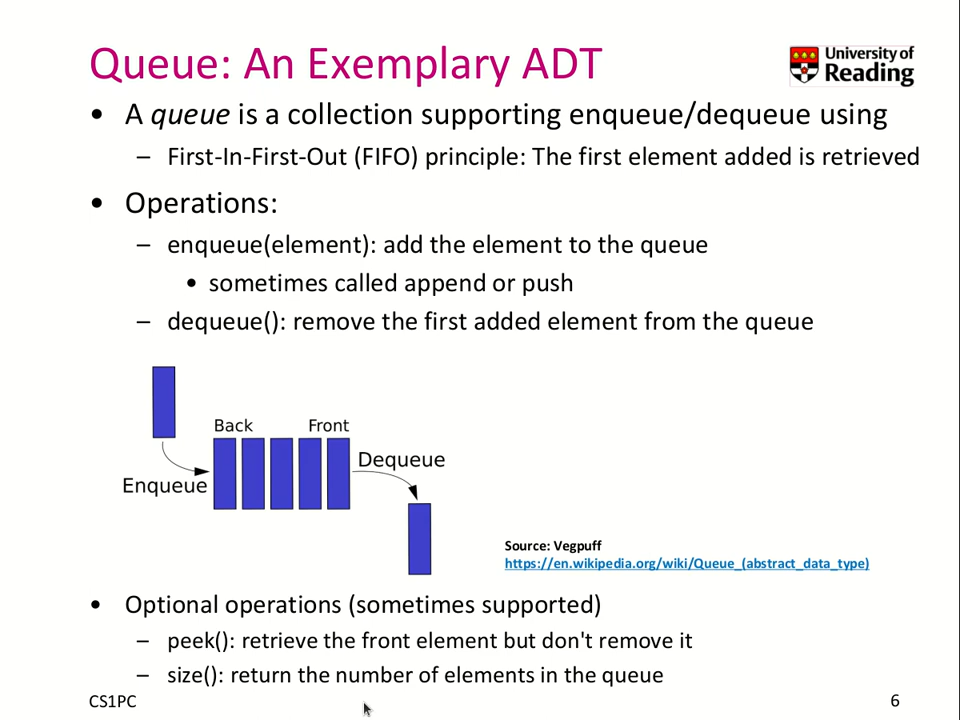 Queue: An Exemplary ADT
University of
Reading
• A queue is a collection supporting enqueue/dequeue using
– First-In-First-Out (FIFO) principle: The first element added is retrieved
• Operations:
– enqueue(element): add the element to the queue
• sometimes called append or push
– dequeue(): remove the first added element from the queue
Back Front
Dequeue
Enqueue
Source: Vegpuff
https://en.wikipedia.org/wiki/Queue_(abstract_data_type)
• Optional operations (sometimes supported)
– peek(): retrieve the front element but don't remove it
– size(): return the number of elements in the queue
CS1PC 6